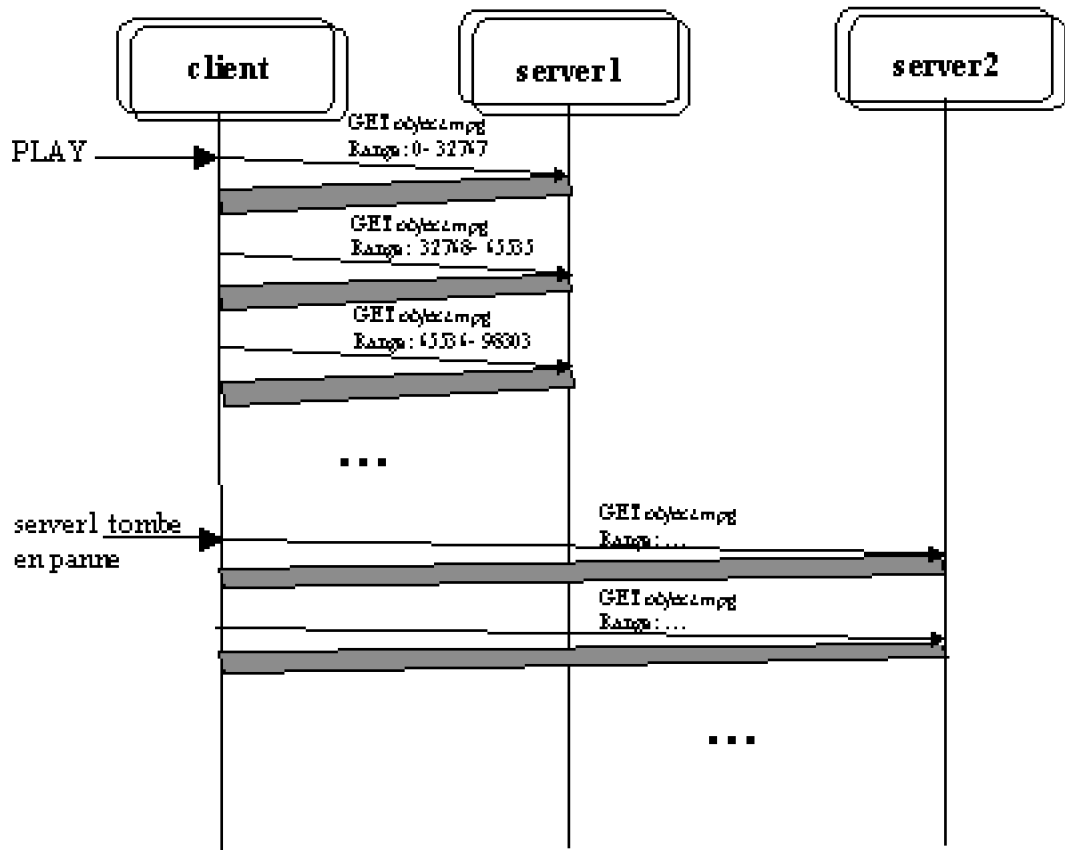 client
server1
server2
PLAY
GET object.mpg
Range: 0- 32767
GET object.mpg
Range: 32768- 65535
GET object.mpg
Range: 65536- 98303
...
server1 tombe
en panne
GET object.mpg
Range: ...
GET object.mpg
Range: ...
...